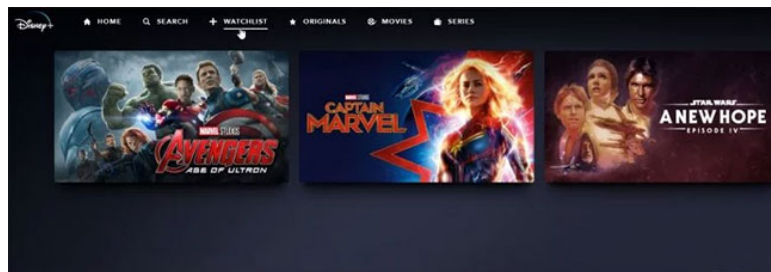 Disney+ HOME SEARCH WATCHLIST ORIGINALS MOVIES SERIES
MARVEL STUDIOS
AVENGERS
AGE OF ULTRON
MARVEL STUDIOS
CAPTAIN
MARVEL
STAR WARS
A NEW HOPE
EPISODE IV